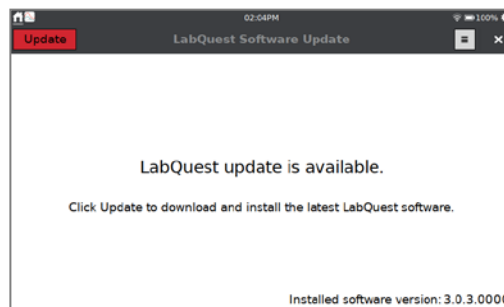 02:04PM
100%
Update
LabQuest Software Update
LabQuest update is available.
Click Update to download and install the latest LabQuest software.
Installed software version: 3.0.3.000